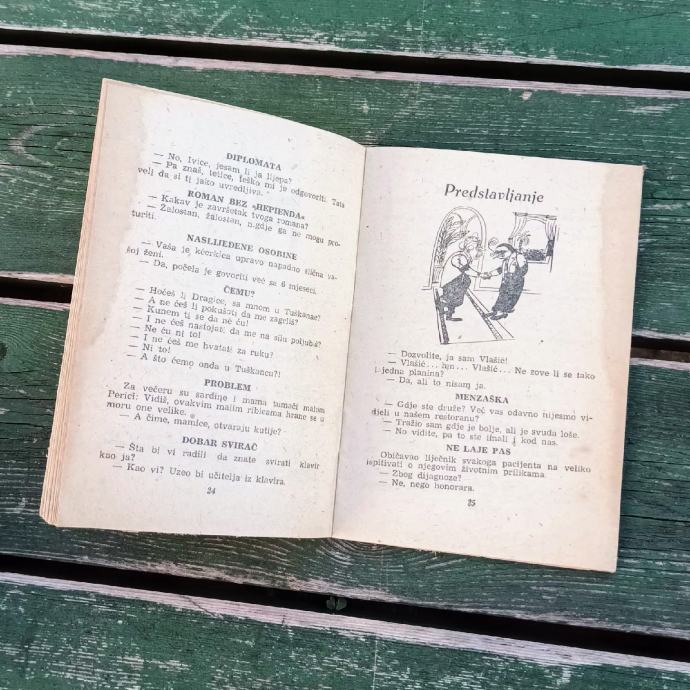 DIPLOMATA
— No, Ivice, jesam li ja lijepa?
— Pa znaš, tetice, teško mi je odgovoriti. Tata
veli da si ti jako uvredljiva.
ROMAN BEZ »HEPIENDA«
— Kakav je završetak tvoga romana?
— Žalostan, žalostan, nigdje ga ne mogu pro-
turiti.
NASLIJEĐENE OSOBINE
— Vaša je kćerkica upravo napadno slična va-
šoj ženi.
— Da, počela je govoriti već sa 6 mjeseci.
ČEMU?
— Hoćeš li Dragice, sa mnom u Tuškanac?
— A ne ćeš li pokušati da me zagrliš?
— Kunem ti se da ne ću!
— I ne ćeš nastojati da me na silu poljubiš?
— Ne ću ni to!
— I ne ćeš me hvatati za ruku?
— Ni to!
— A što ćemo onda u Tuškancu?!
PROBLEM
Za večeru su sardine i mama tumači malom
Perici: Vidiš, ovakvim malim ribicama hrane se u
moru one velike.
— A čime, mamice, otvaraju kutije?
DOBAR SVIRAČ
— Šta bi vi radili da znate svirati klavir
kao ja?
— Kao vi? Uzeo bi učitelja iz klavira.
24
Predstavljanje
— Dozvolite, ja sam Vlašić!
— Vlašić... hm... Vlašić... Ne zove li se tako
i jedna planina?
— Da, ali to nisam ja.
MENZAŠKA
— Gdje ste druže? Već vas odavno nijesmo vi-
djeli u našem restoranu.
— Tražio sam gdje je bolje, ali je svuda loše.
— No vidite, pa to ste imali i kod nas.
NE LAJE PAS
Običavao liječnik svakoga pacijenta na veliko
ispitivati o njegovim životnim prilikama.
— Zbog dijagnoze?
— Ne, nego honorara.
25